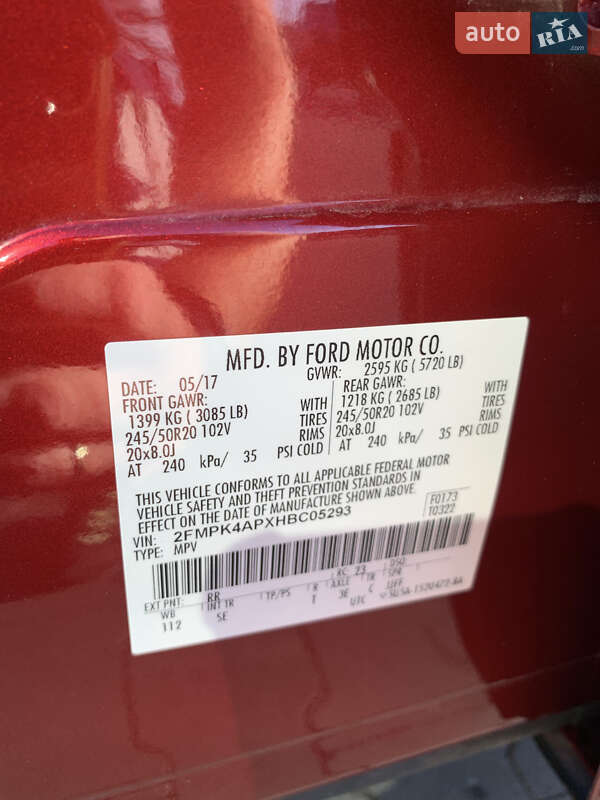 auto RIA.com
MFD. BY FORD MOTOR CO.
DATE: 05/17 GVWR: 2595 KG ( 5720 LB)
FRONT GAWR: REAR GAWR:
1399 KG ( 3085 LB) WITH 1218 KG ( 2685 LB) WITH
245/50R20 102V TIRES 245/50R20 102V TIRES
20x8.0J RIMS 20x8.0J RIMS
AT 240 kPa/ 35 PSI COLD AT 240 kPa/ 35 PSI COLD
THIS VEHICLE CONFORMS TO ALL APPLICABLE FEDERAL MOTOR
VEHICLE SAFETY AND THEFT PREVENTION STANDARDS IN
EFFECT ON THE DATE OF MANUFACTURE SHOWN ABOVE.
F0173
VIN: 2FMPK4APXHBC05293
T0322
TYPE: MPV
RC: 23 DSO:
EXT PNT: RR
WB INT TR TP/PS R AXLE TR SPR
112 SE T 3E C UFF
UTC